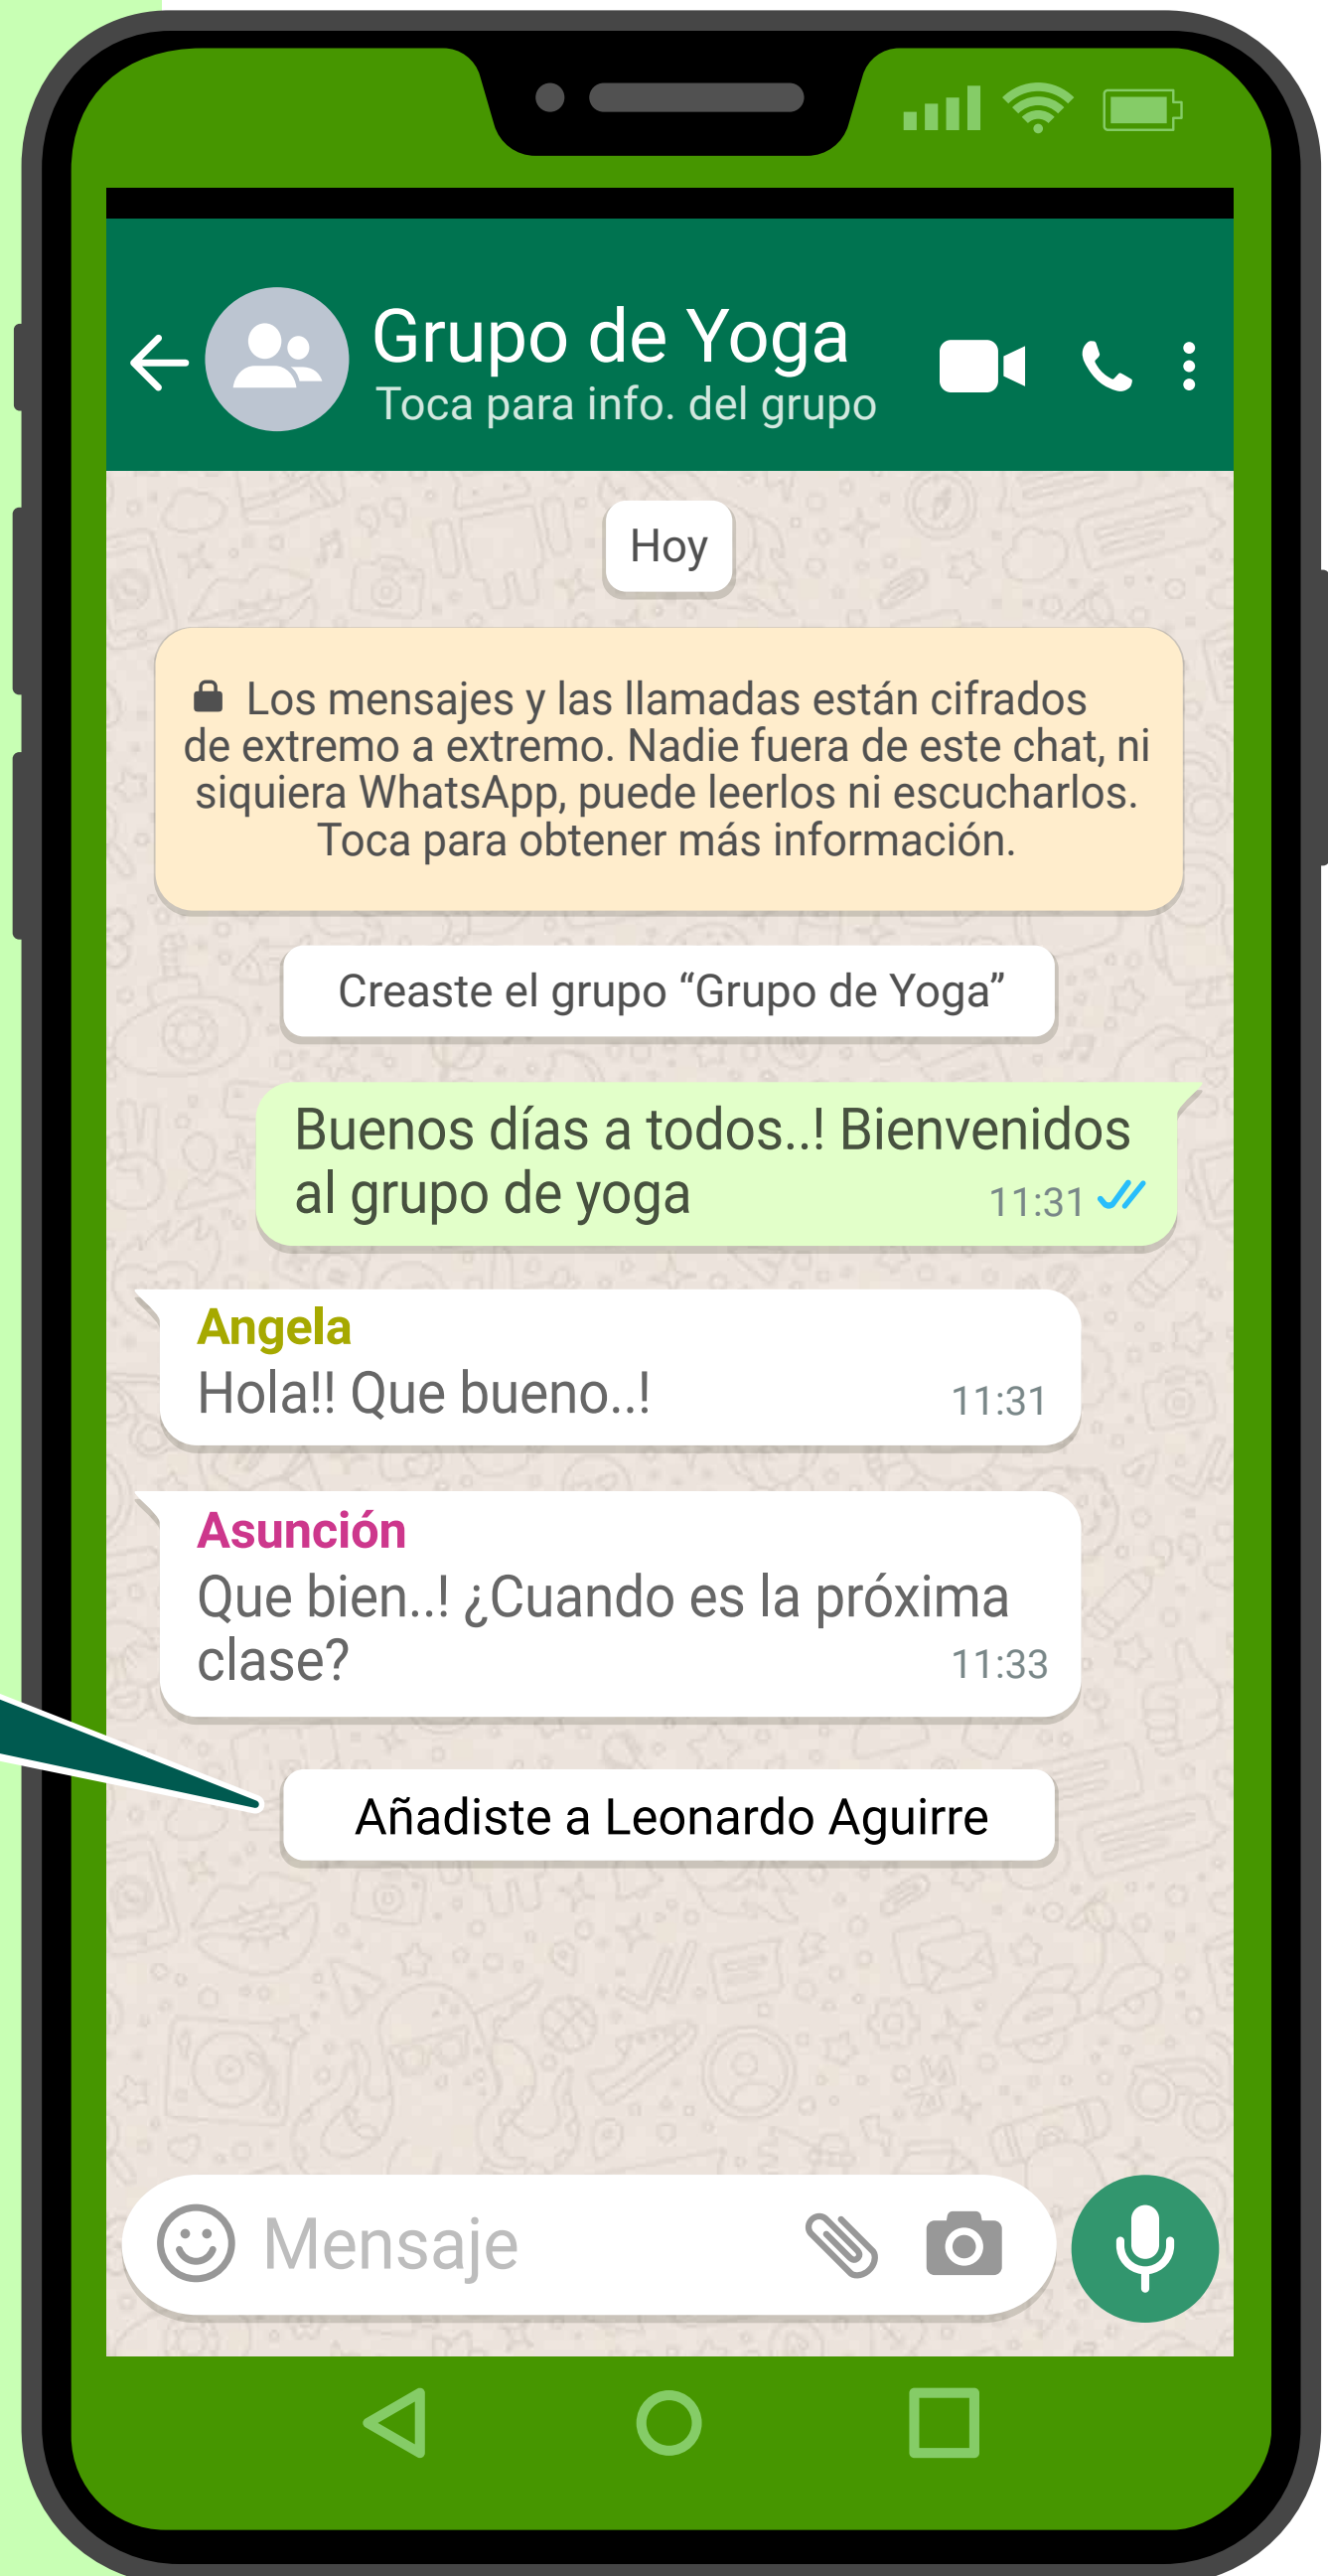 Grupo de Yoga
Toca para info. del grupo
Hoy
Los mensajes y las llamadas están cifrados
de extremo a extremo. Nadie fuera de este chat, ni
siquiera WhatsApp, puede leerlos ni escucharlos.
Toca para obtener más información.
Creaste el grupo “Grupo de Yoga”
Buenos días a todos..! Bienvenidos
al grupo de yoga 11:31
Angela
Hola!! Que bueno..! 11:31
Asunción
Que bien..! ¿Cuando es la próxima
clase? 11:33
Añadiste a Leonardo Aguirre
Mensaje